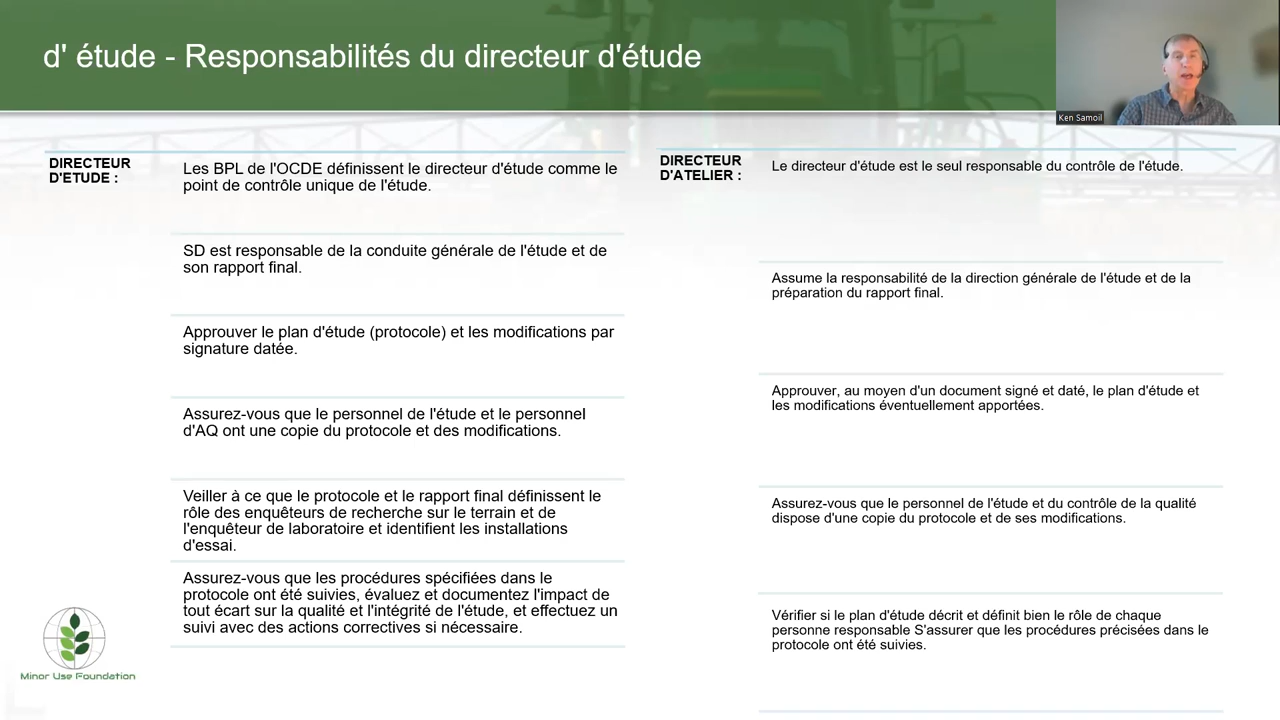 d' étude - Responsabilités du directeur d'étude
Ken Samoil
DIRECTEUR
D'ETUDE :
Les BPL de l'OCDE définissent le directeur d'étude comme le
point de contrôle unique de l'étude.
SD est responsable de la conduite générale de l'étude et de
son rapport final.
Approuver le plan d'étude (protocole) et les modifications par
signature datée.
Assurez-vous que le personnel de l'étude et le personnel
d'AQ ont une copie du protocole et des modifications.
Veiller à ce que le protocole et le rapport final définissent le
rôle des enquêteurs de recherche sur le terrain et de
l'enquêteur de laboratoire et identifient les installations
d'essai.
Assurez-vous que les procédures spécifiées dans le
protocole ont été suivies, évaluez et documentez l'impact de
tout écart sur la qualité et l'intégrité de l'étude, et effectuez un
suivi avec des actions correctives si nécessaire.
DIRECTEUR
D'ATELIER :
Le directeur d'étude est le seul responsable du contrôle de l'étude.
Assume la responsabilité de la direction générale de l'étude et de la
préparation du rapport final.
Approuver, au moyen d'un document signé et daté, le plan d'étude et
les modifications éventuellement apportées.
Assurez-vous que le personnel de l'étude et du contrôle de la qualité
dispose d'une copie du protocole et de ses modifications.
Vérifier si le plan d'étude décrit et définit bien le rôle de chaque
personne responsable S'assurer que les procédures précisées dans le
protocole ont été suivies.
Minor Use Foundation